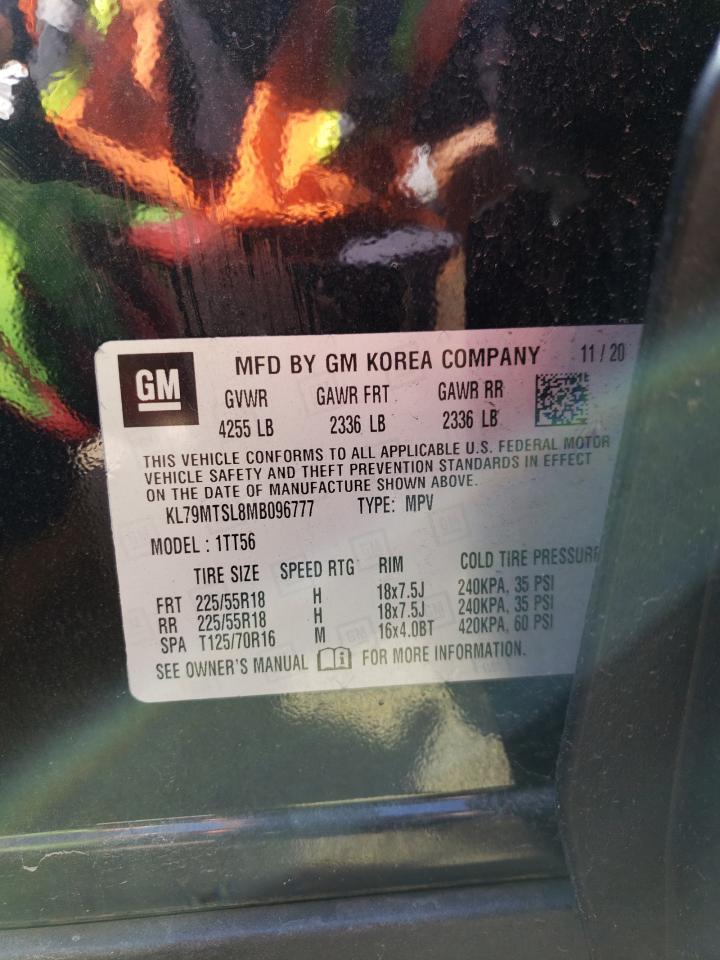 GM
MFD BY GM KOREA COMPANY 11/20
GVWR GAWR FRT GAWR RR
4255 LB 2336 LB 2336 LB
THIS VEHICLE CONFORMS TO ALL APPLICABLE U.S. FEDERAL MOTOR
VEHICLE SAFETY AND THEFT PREVENTION STANDARDS IN EFFECT
ON THE DATE OF MANUFACTURE SHOWN ABOVE.
KL79MTSL8MB096777 TYPE: MPV
MODEL : 1TT56
TIRE SIZE SPEED RTG RIM COLD TIRE PRESSURE
FRT 225/55R18 H 18x7.5J 240KPA, 35 PSI
RR 225/55R18 H 18x7.5J 240KPA, 35 PSI
SPA T125/70R16 M 16x4.0BT 420KPA, 60 PSI
SEE OWNER'S MANUAL FOR MORE INFORMATION.